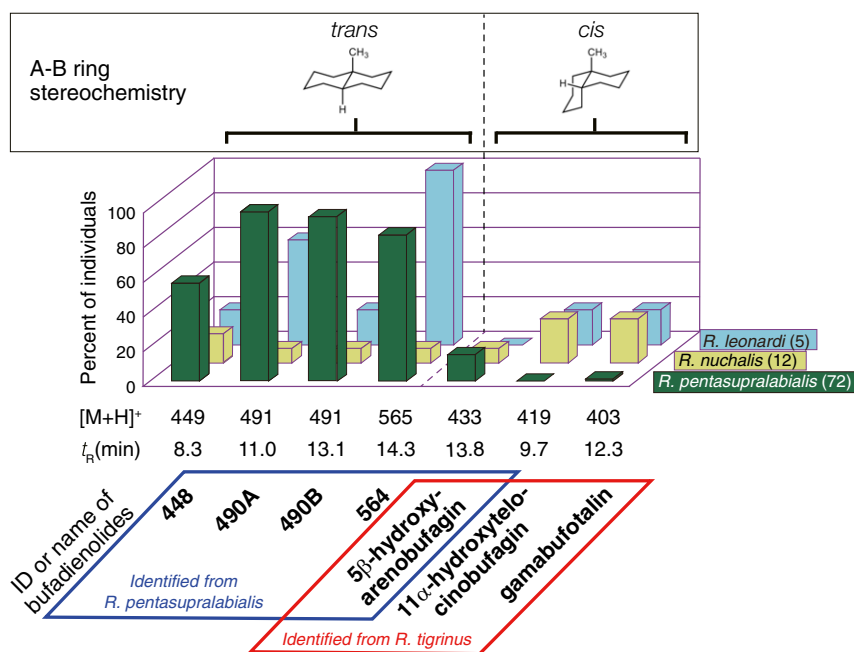 trans
cis
A-B ring
stereochemistry
CH₃
H
CH₃
H
Percent of individuals
100
80
60
40
20
0
R. leonardi (5)
R. nuchalis (12)
R. pentasupralabialis (72)
[M+H]⁺ 449 491 491 565 433 419 403
tR(min) 8.3 11.0 13.1 14.3 13.8 9.7 12.3
ID or name of
bufadienolides
448
490A
490B
564
5β-hydroxy-
arenobufagin
11α-hydroxytelo-
cinobufagin
gamabufotalin
Identified from
R. pentasupralabialis
Identified from R. tigrinus